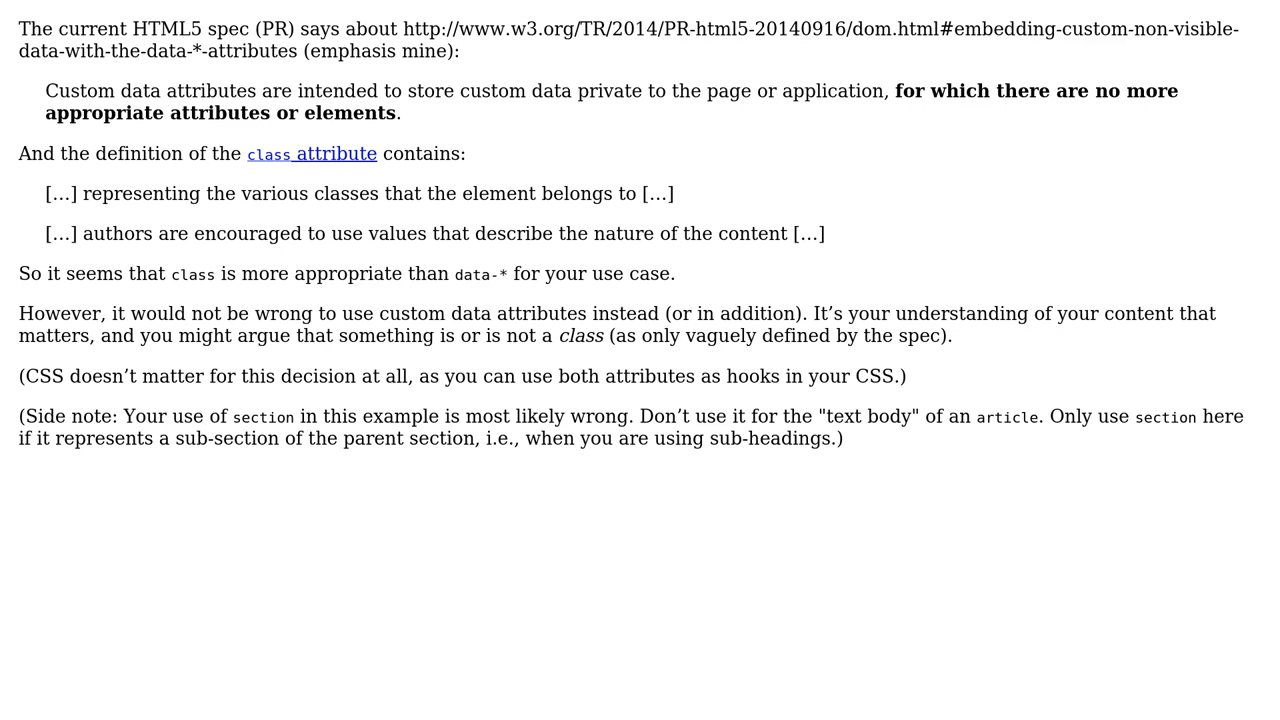 The current HTML5 spec (PR) says about http://www.w3.org/TR/2014/PR-html5-20140916/dom.html#embedding-custom-non-visible-
data-with-the-data-*-attributes (emphasis mine):
Custom data attributes are intended to store custom data private to the page or application, for which there are no more
appropriate attributes or elements.
And the definition of the class attribute contains:
[…] representing the various classes that the element belongs to […]
[…] authors are encouraged to use values that describe the nature of the content […]
So it seems that class is more appropriate than data-* for your use case.
However, it would not be wrong to use custom data attributes instead (or in addition). It’s your understanding of your content that
matters, and you might argue that something is or is not a class (as only vaguely defined by the spec).
(CSS doesn’t matter for this decision at all, as you can use both attributes as hooks in your CSS.)
(Side note: Your use of section in this example is most likely wrong. Don’t use it for the "text body" of an article. Only use section here
if it represents a sub-section of the parent section, i.e., when you are using sub-headings.)